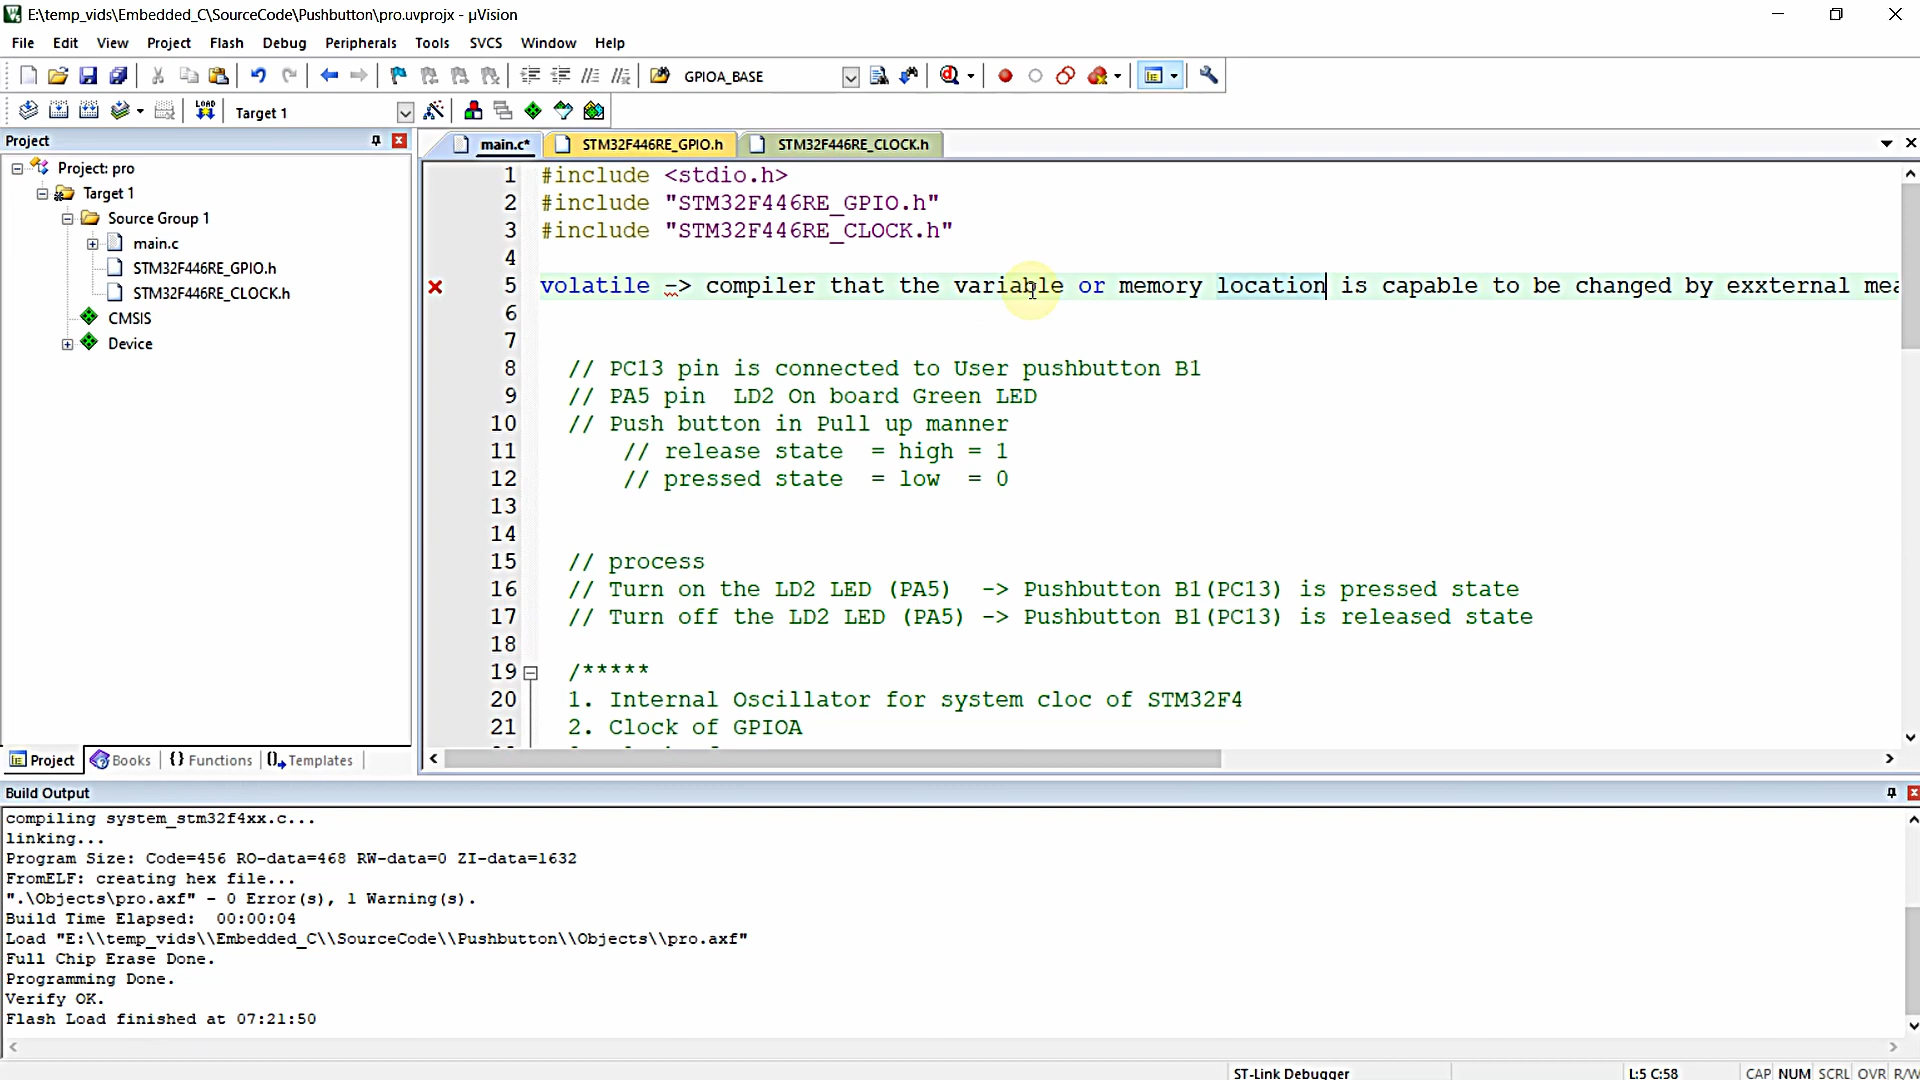 E:\temp_vids\Embedded_C\SourceCode\Pushbutton\pro.uvprojx - µVision
File Edit View Project Flash Debug Peripherals Tools SVCS Window Help
GPIOA_BASE
LOAD Target 1
Project
Project: pro
Target 1
Source Group 1
main.c
STM32F446RE_GPIO.h
STM32F446RE_CLOCK.h
CMSIS
Device
Project Books {} Functions Templates
main.c* STM32F446RE_GPIO.h STM32F446RE_CLOCK.h
1 #include <stdio.h>
2 #include "STM32F446RE_GPIO.h"
3 #include "STM32F446RE_CLOCK.h"
4
5 volatile -> compiler that the variable or memory location is capable to be changed by exxternal mea
6
7
8 // PC13 pin is connected to User pushbutton B1
9 // PA5 pin  LD2 On board Green LED
10 // Push button in Pull up manner
11 // release state  = high = 1
12 // pressed state  = low  = 0
13
14
15 // process
16 // Turn on the LD2 LED (PA5)  -> Pushbutton B1(PC13) is pressed state
17 // Turn off the LD2 LED (PA5) -> Pushbutton B1(PC13) is released state
18
19 /*****
20 1. Internal Oscillator for system cloc of STM32F4
21 2. Clock of GPIOA
Build Output
compiling system_stm32f4xx.c...
linking...
Program Size: Code=456 RO-data=468 RW-data=0 ZI-data=1632
FromELF: creating hex file...
".\Objects\pro.axf" - 0 Error(s), 1 Warning(s).
Build Time Elapsed:  00:00:04
Load "E:\\temp_vids\\Embedded_C\\SourceCode\\Pushbutton\\Objects\\pro.axf"
Full Chip Erase Done.
Programming Done.
Verify OK.
Flash Load finished at 07:21:50
ST-Link Debugger L:5 C:58 CAP NUM SCRL OVR R/W